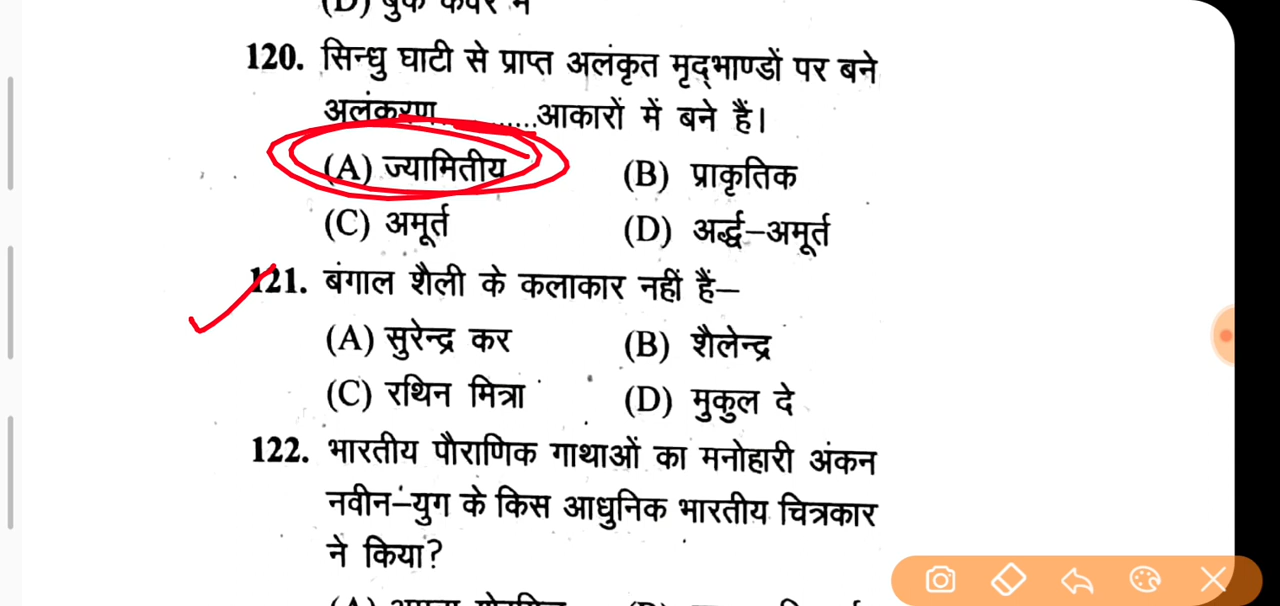 (D) बुक कवर में
120. सिन्धु घाटी से प्राप्त अलंकृत मृद्भाण्डों पर बने
अलंकरण..........आकारों में बने हैं।
(A) ज्यामितीय (B) प्राकृतिक
(C) अमूर्त (D) अर्द्ध–अमूर्त
121. बंगाल शैली के कलाकार नहीं हैं–
(A) सुरेन्द्र कर (B) शैलेन्द्र
(C) रथिन मित्रा (D) मुकुल दे
122. भारतीय पौराणिक गाथाओं का मनोहारी अंकन
नवीन–युग के किस आधुनिक भारतीय चित्रकार
ने किया?
(A)